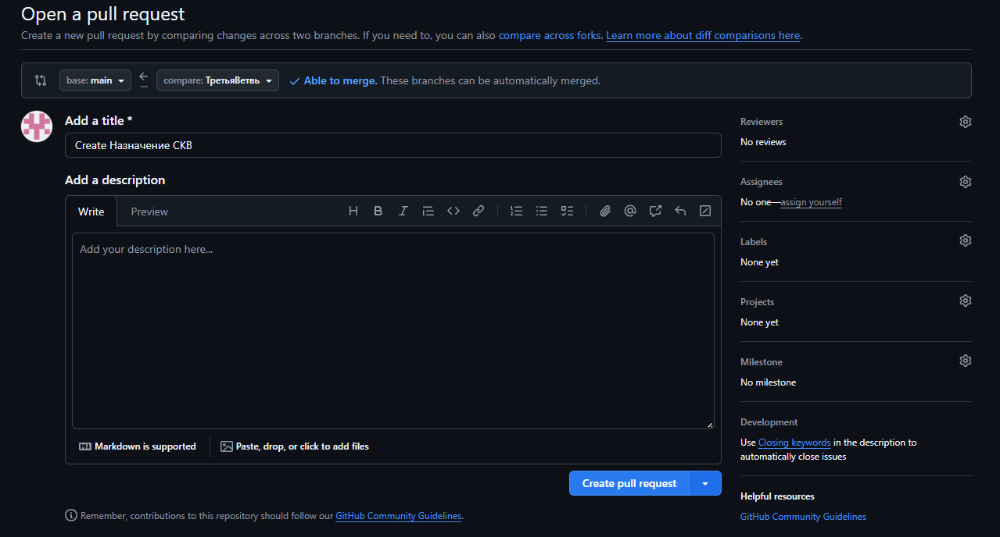 Open a pull request
Create a new pull request by comparing changes across two branches. If you need to, you can also compare across forks. Learn more about diff comparisons here.
base: main
compare: ТретьяВетвь
Able to merge. These branches can be automatically merged.
Add a title *
Create Назначение СКВ
Add a description
Write
Preview
Add your description here...
Markdown is supported
Paste, drop, or click to add files
Create pull request
Remember, contributions to this repository should follow our GitHub Community Guidelines.
Reviewers
No reviews
Assignees
No one—assign yourself
Labels
None yet
Projects
None yet
Milestone
No milestone
Development
Use Closing keywords in the description to
automatically close issues
Helpful resources
GitHub Community Guidelines